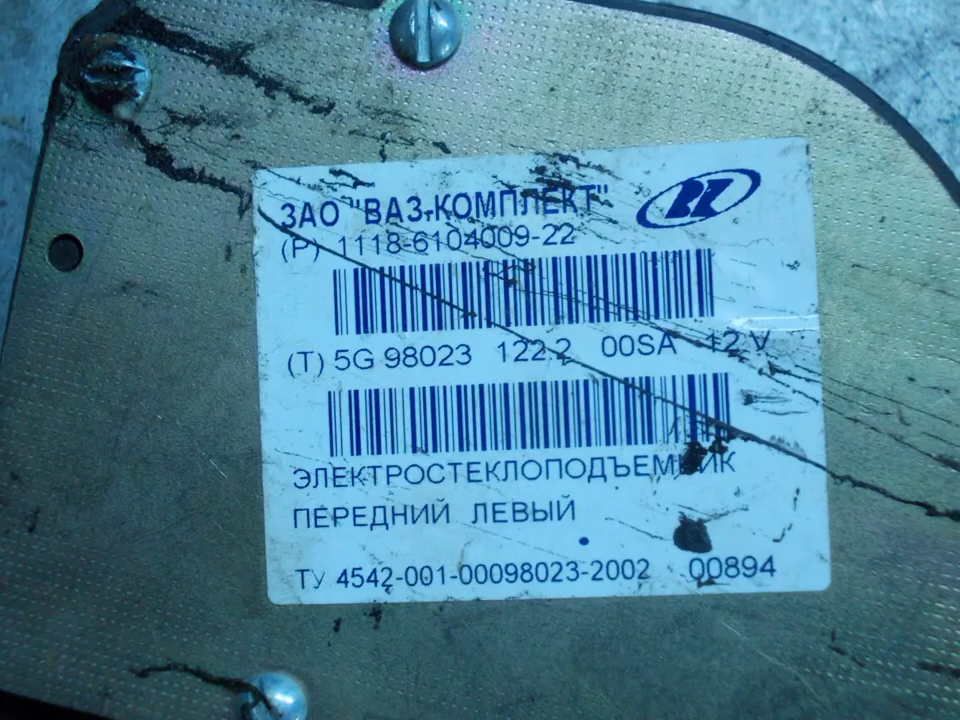 ЗАО "ВАЗ-КОМПЛЕКТ"
(P) 1118-6104009-22
(T) 5G 98023 122.2 00SA 12 V
ЭЛЕКТРОСТЕКЛОПОДЪЕМНИК
ПЕРЕДНИЙ ЛЕВЫЙ
ТУ 4542-001-00098023-2002 00894